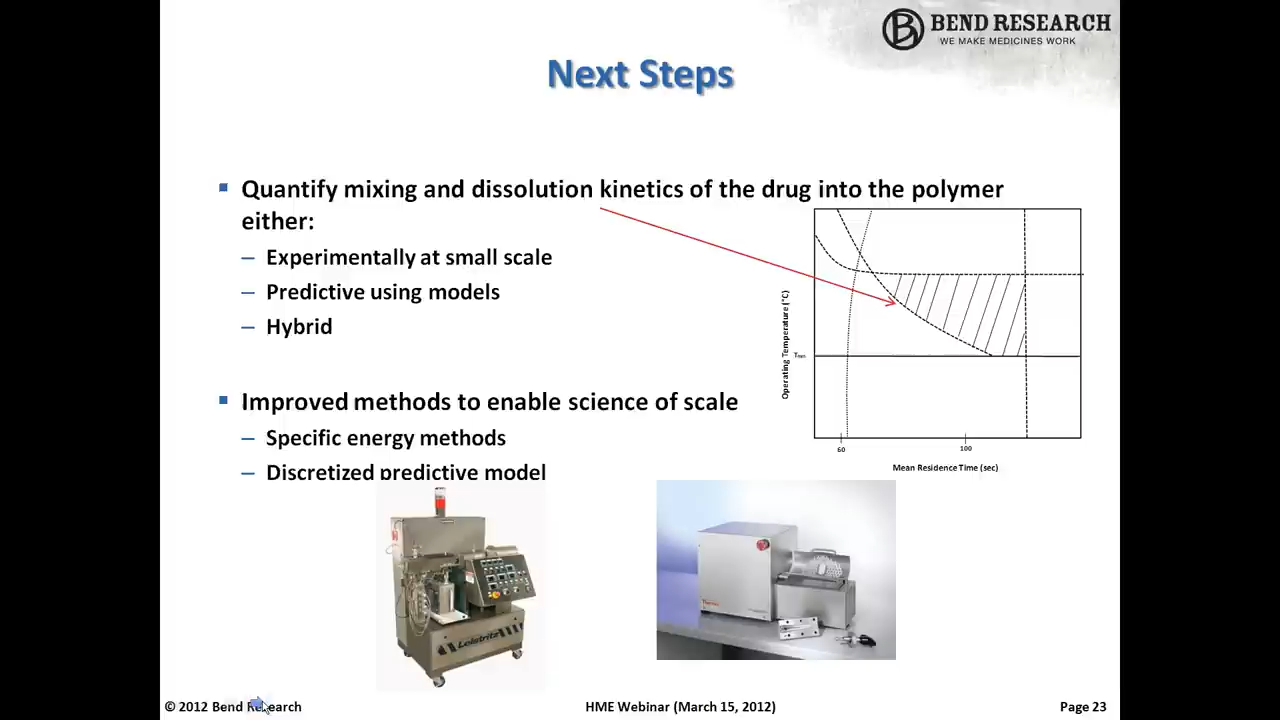 BEND RESEARCH
WE MAKE MEDICINES WORK
Next Steps
Quantify mixing and dissolution kinetics of the drug into the polymer
either:
– Experimentally at small scale
– Predictive using models
– Hybrid
Improved methods to enable science of scale
– Specific energy methods
– Discretized predictive model
Operating Temperature (°C)
60
100
Mean Residence Time (sec)
Leistritz
© 2012 Bend Research
HME Webinar (March 15, 2012)
Page 23